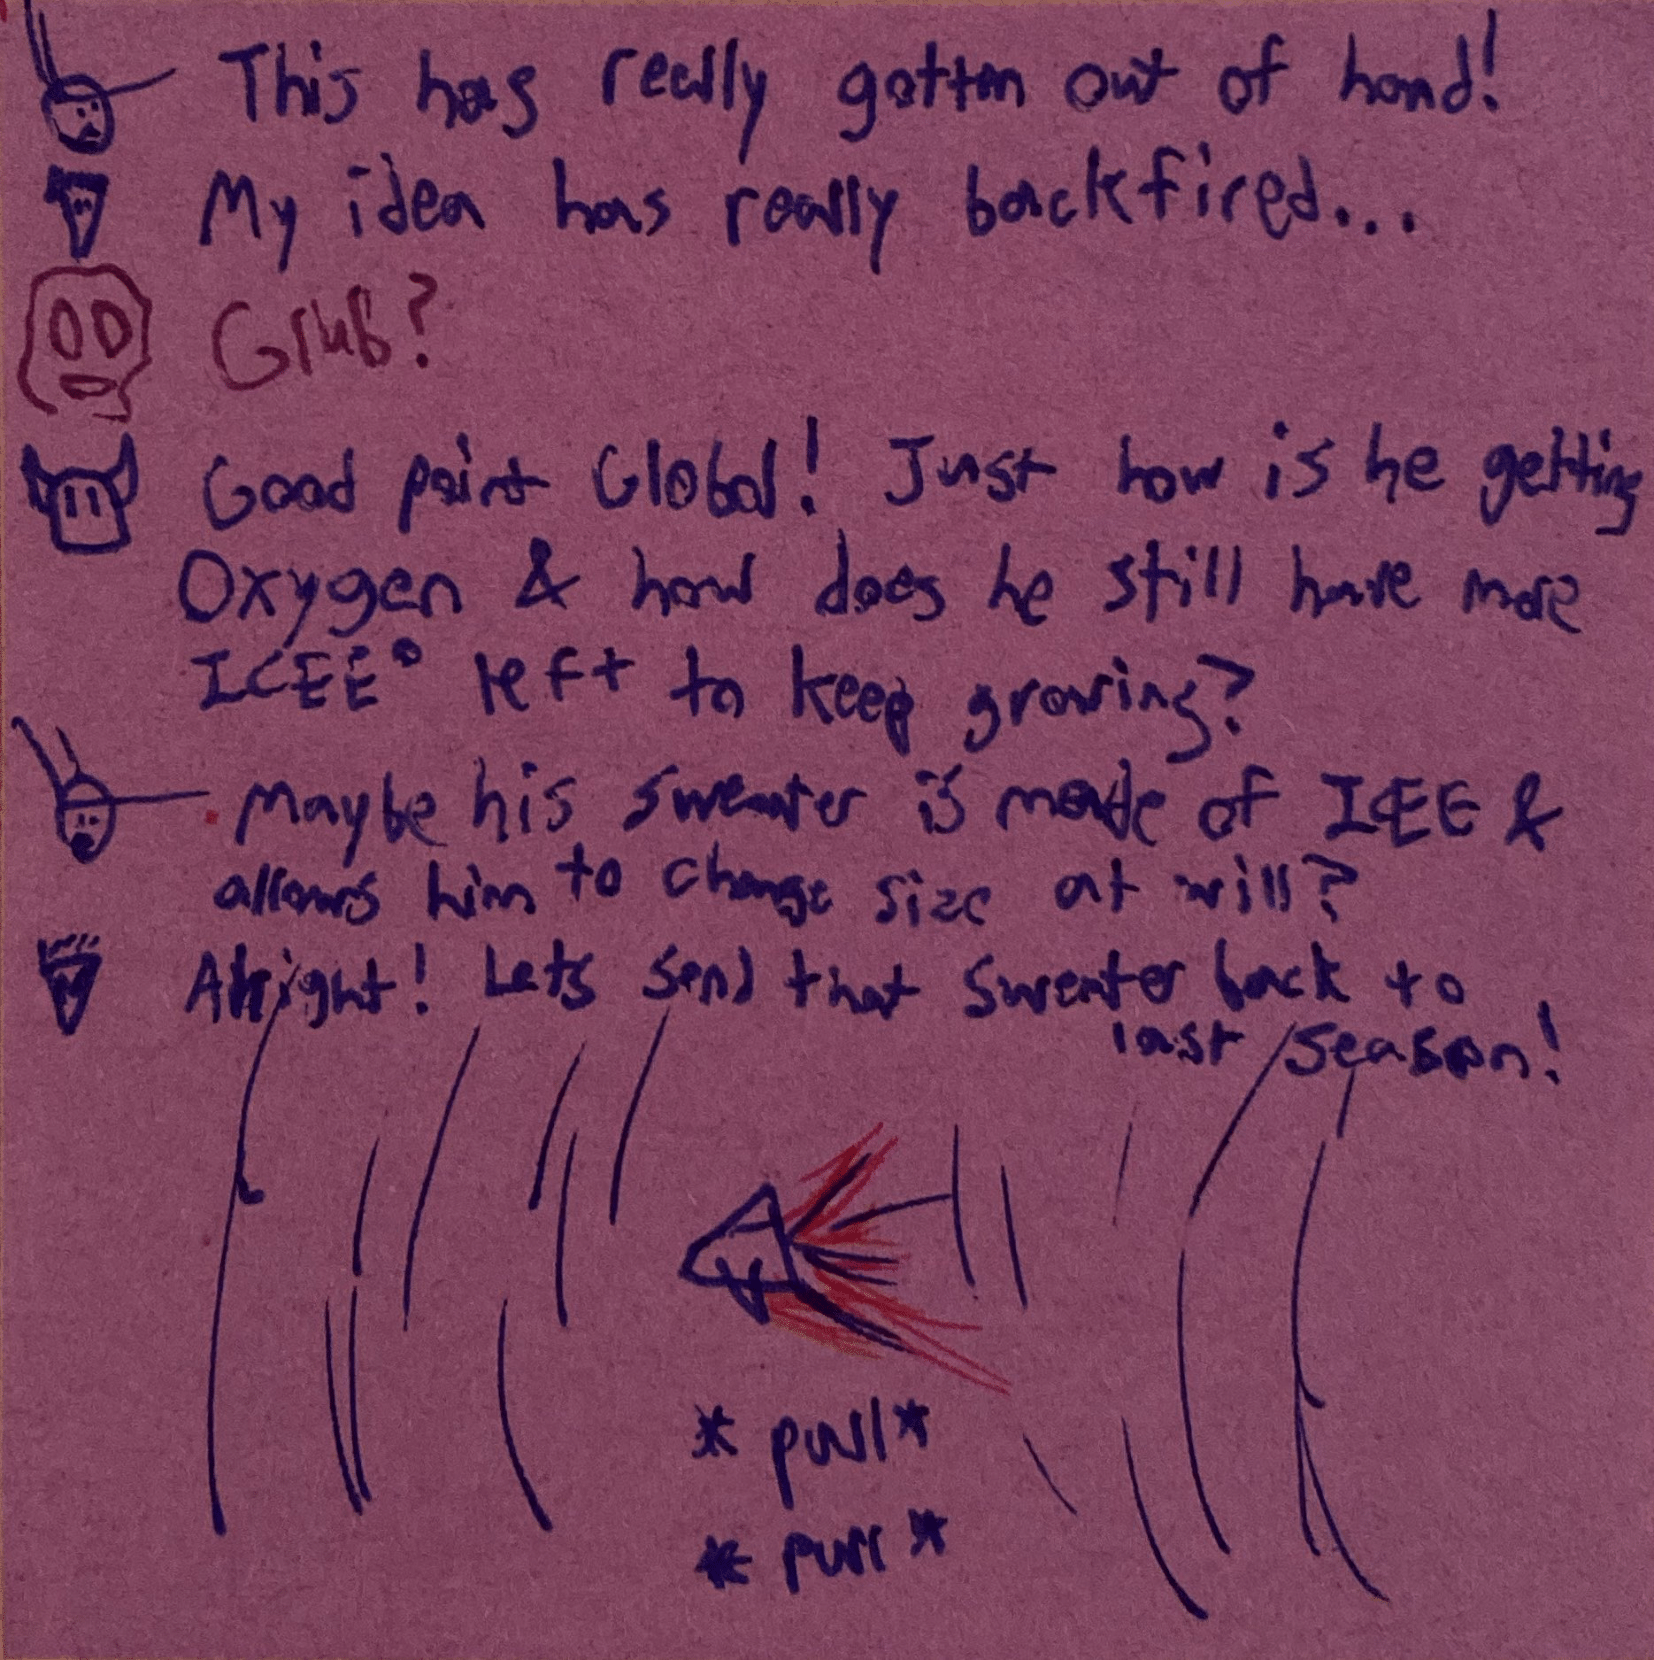 This has really gotten out of hand!
My idea has really backfired...
Glub?
Good point Global! Just how is he getting
Oxygen & how does he still have more
ICEE® left to keep growing?
Maybe his sweater is made of ICEE &
allows him to change size at will?
Alright! Lets send that sweater back to
last season!
*pull*
*pull*